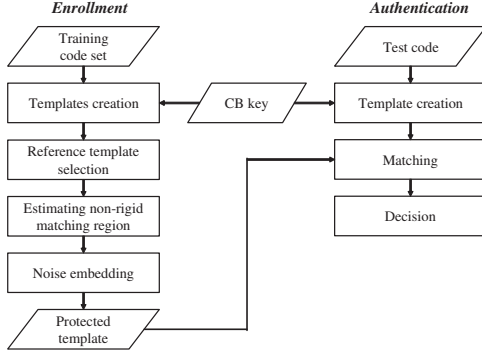 Enrollment
Training
code set
Templates creation
Reference template
selection
Estimating non-rigid
matching region
Noise embedding
Protected
template
CB key
Authentication
Test code
Template creation
Matching
Decision